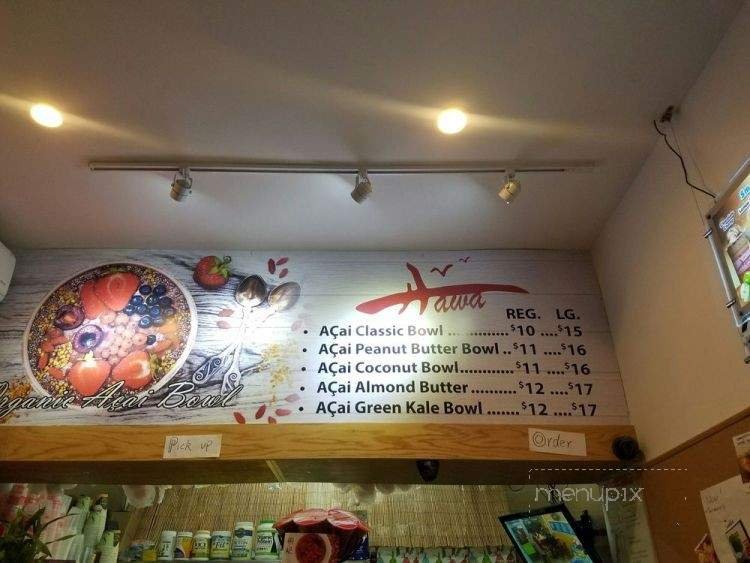 Hawa
REG. LG.
• AÇai Classic Bowl .............$10 ....$15
• AÇai Peanut Butter Bowl ..$11 ....$16
• AÇai Coconut Bowl............$11 ....$16
• AÇai Almond Butter...........$12 ....$17
• AÇai Green Kale Bowl .......$12 ....$17
Organic AÇai Bowl
Pick up
Order
menupix